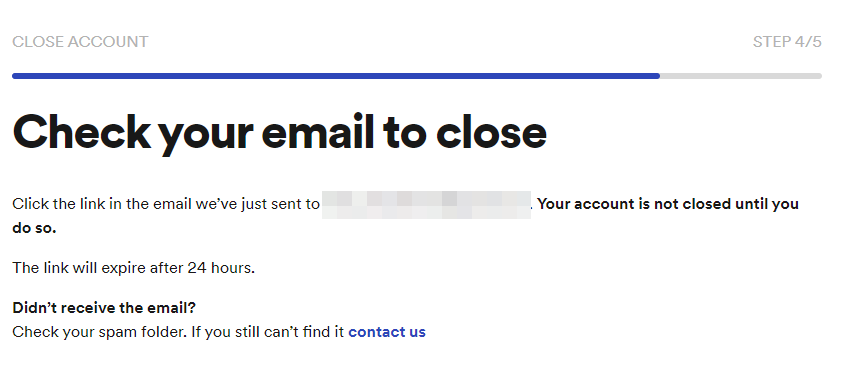 CLOSE ACCOUNT STEP 4/5
Check your email to close
Click the link in the email we’ve just sent to . Your account is not closed until you
do so.
The link will expire after 24 hours.
Didn’t receive the email?
Check your spam folder. If you still can’t find it contact us